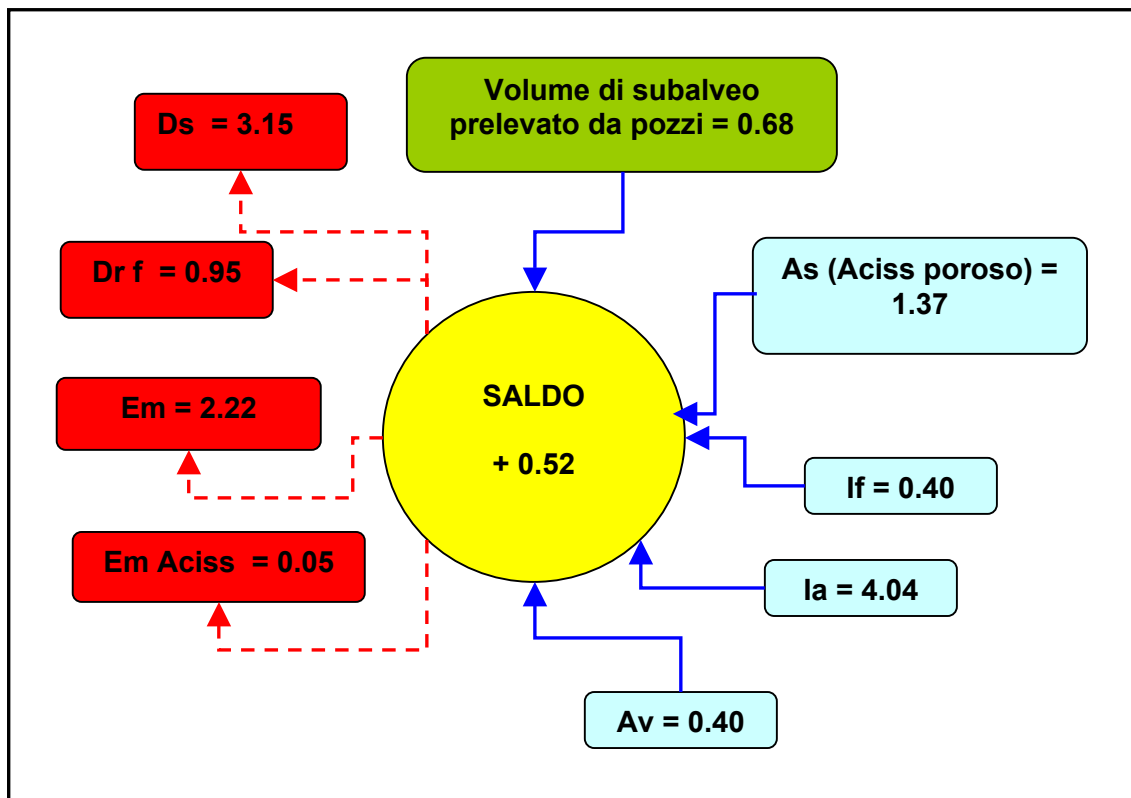 Volume di subalveo
prelevato da pozzi = 0.68
Ds = 3.15
Dr f = 0.95
As (Aciss poroso) =
1.37
Em = 2.22
SALDO
+ 0.52
If = 0.40
Em Aciss = 0.05
Ia = 4.04
Av = 0.40